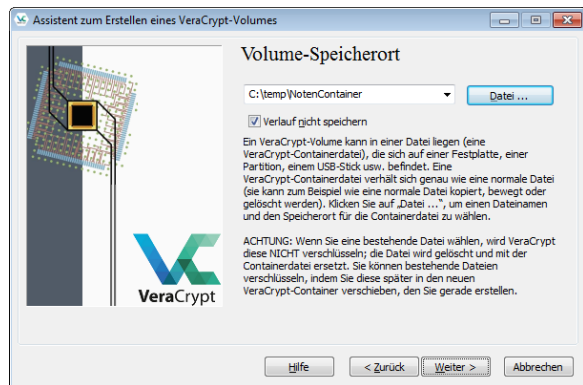 Assistent zum Erstellen eines VeraCrypt-Volumes
Volume-Speicherort
C:\temp\NotenContainer
Datei ...
Verlauf nicht speichern
Ein VeraCrypt-Volume kann in einer Datei liegen (eine
VeraCrypt-Containerdatei), die sich auf einer Festplatte, einer
Partition, einem USB-Stick usw. befindet. Eine
VeraCrypt-Containerdatei verhält sich genau wie eine normale Datei
(sie kann zum Beispiel wie eine normale Datei kopiert, bewegt oder
gelöscht werden). Klicken Sie auf „Datei ...“, um einen Dateinamen
und den Speicherort für die Containerdatei zu wählen.
ACHTUNG: Wenn Sie eine bestehende Datei wählen, wird VeraCrypt
diese NICHT verschlüsseln; die Datei wird gelöscht und mit der
Containerdatei ersetzt. Sie können bestehende Dateien
verschlüsseln, indem Sie diese später in den neuen
VeraCrypt-Container verschieben, den Sie gerade erstellen.
VeraCrypt
Hilfe
< Zurück
Weiter >
Abbrechen